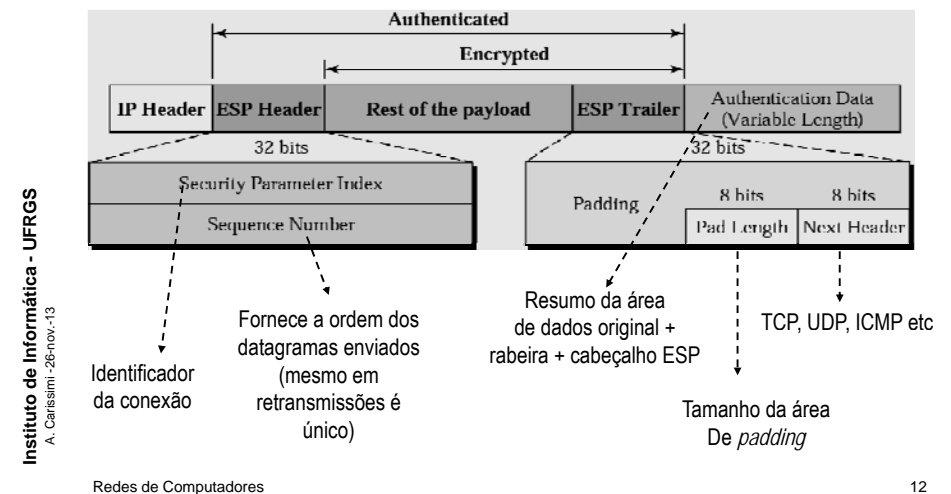 Authenticated
Encrypted
IP Header
ESP Header
Rest of the payload
ESP Trailer
Authentication Data
(Variable Length)
32 bits
32 bits
Security Parameter Index
Sequence Number
Padding
8 bits
8 bits
Pad Length
Next Header
Identificador
da conexão
Fornece a ordem dos
datagramas enviados
(mesmo em
retransmissões é
único)
Resumo da área
de dados original +
rabeira + cabeçalho ESP
Tamanho da área
De padding
TCP, UDP, ICMP etc
Instituto de Informática - UFRGS
A. Carissimi -26-nov.-13
Redes de Computadores
12